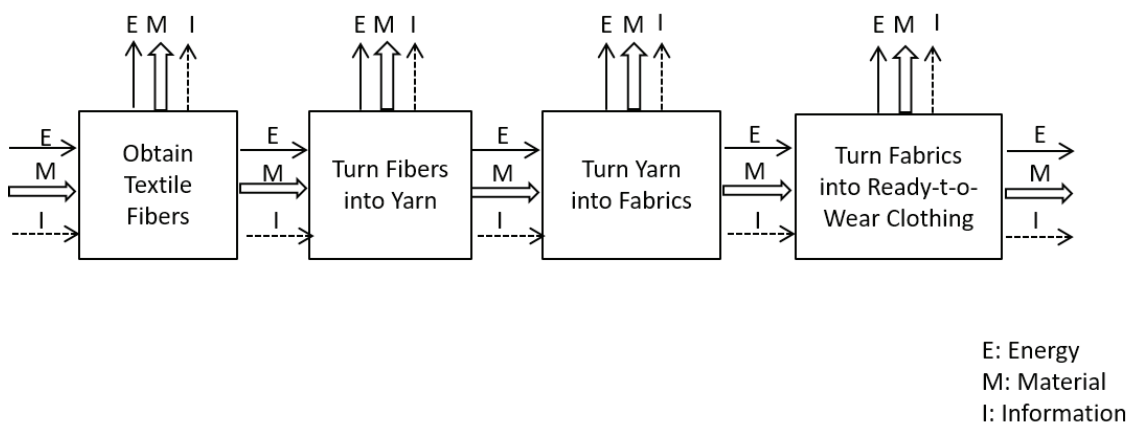 E M I
E M I
E M I
E M I
E
M
I
Obtain
Textile
Fibers
E
M
I
Turn Fibers
into Yarn
E
M
I
Turn Yarn
into Fabrics
E
M
I
Turn Fabrics
into Ready-t-o-
Wear Clothing
E
M
I
E: Energy
M: Material
I: Information